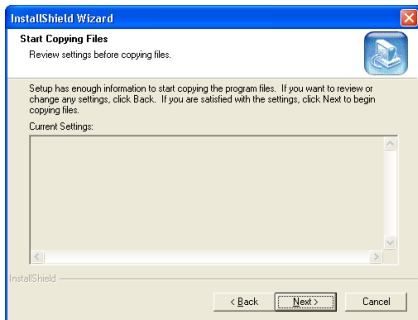 InstallShield Wizard
Start Copying Files
Review settings before copying files.
Setup has enough information to start copying the program files. If you want to review or
change any settings, click Back. If you are satisfied with the settings, click Next to begin
copying files.
Current Settings:
InstallShield
< Back
Next >
Cancel